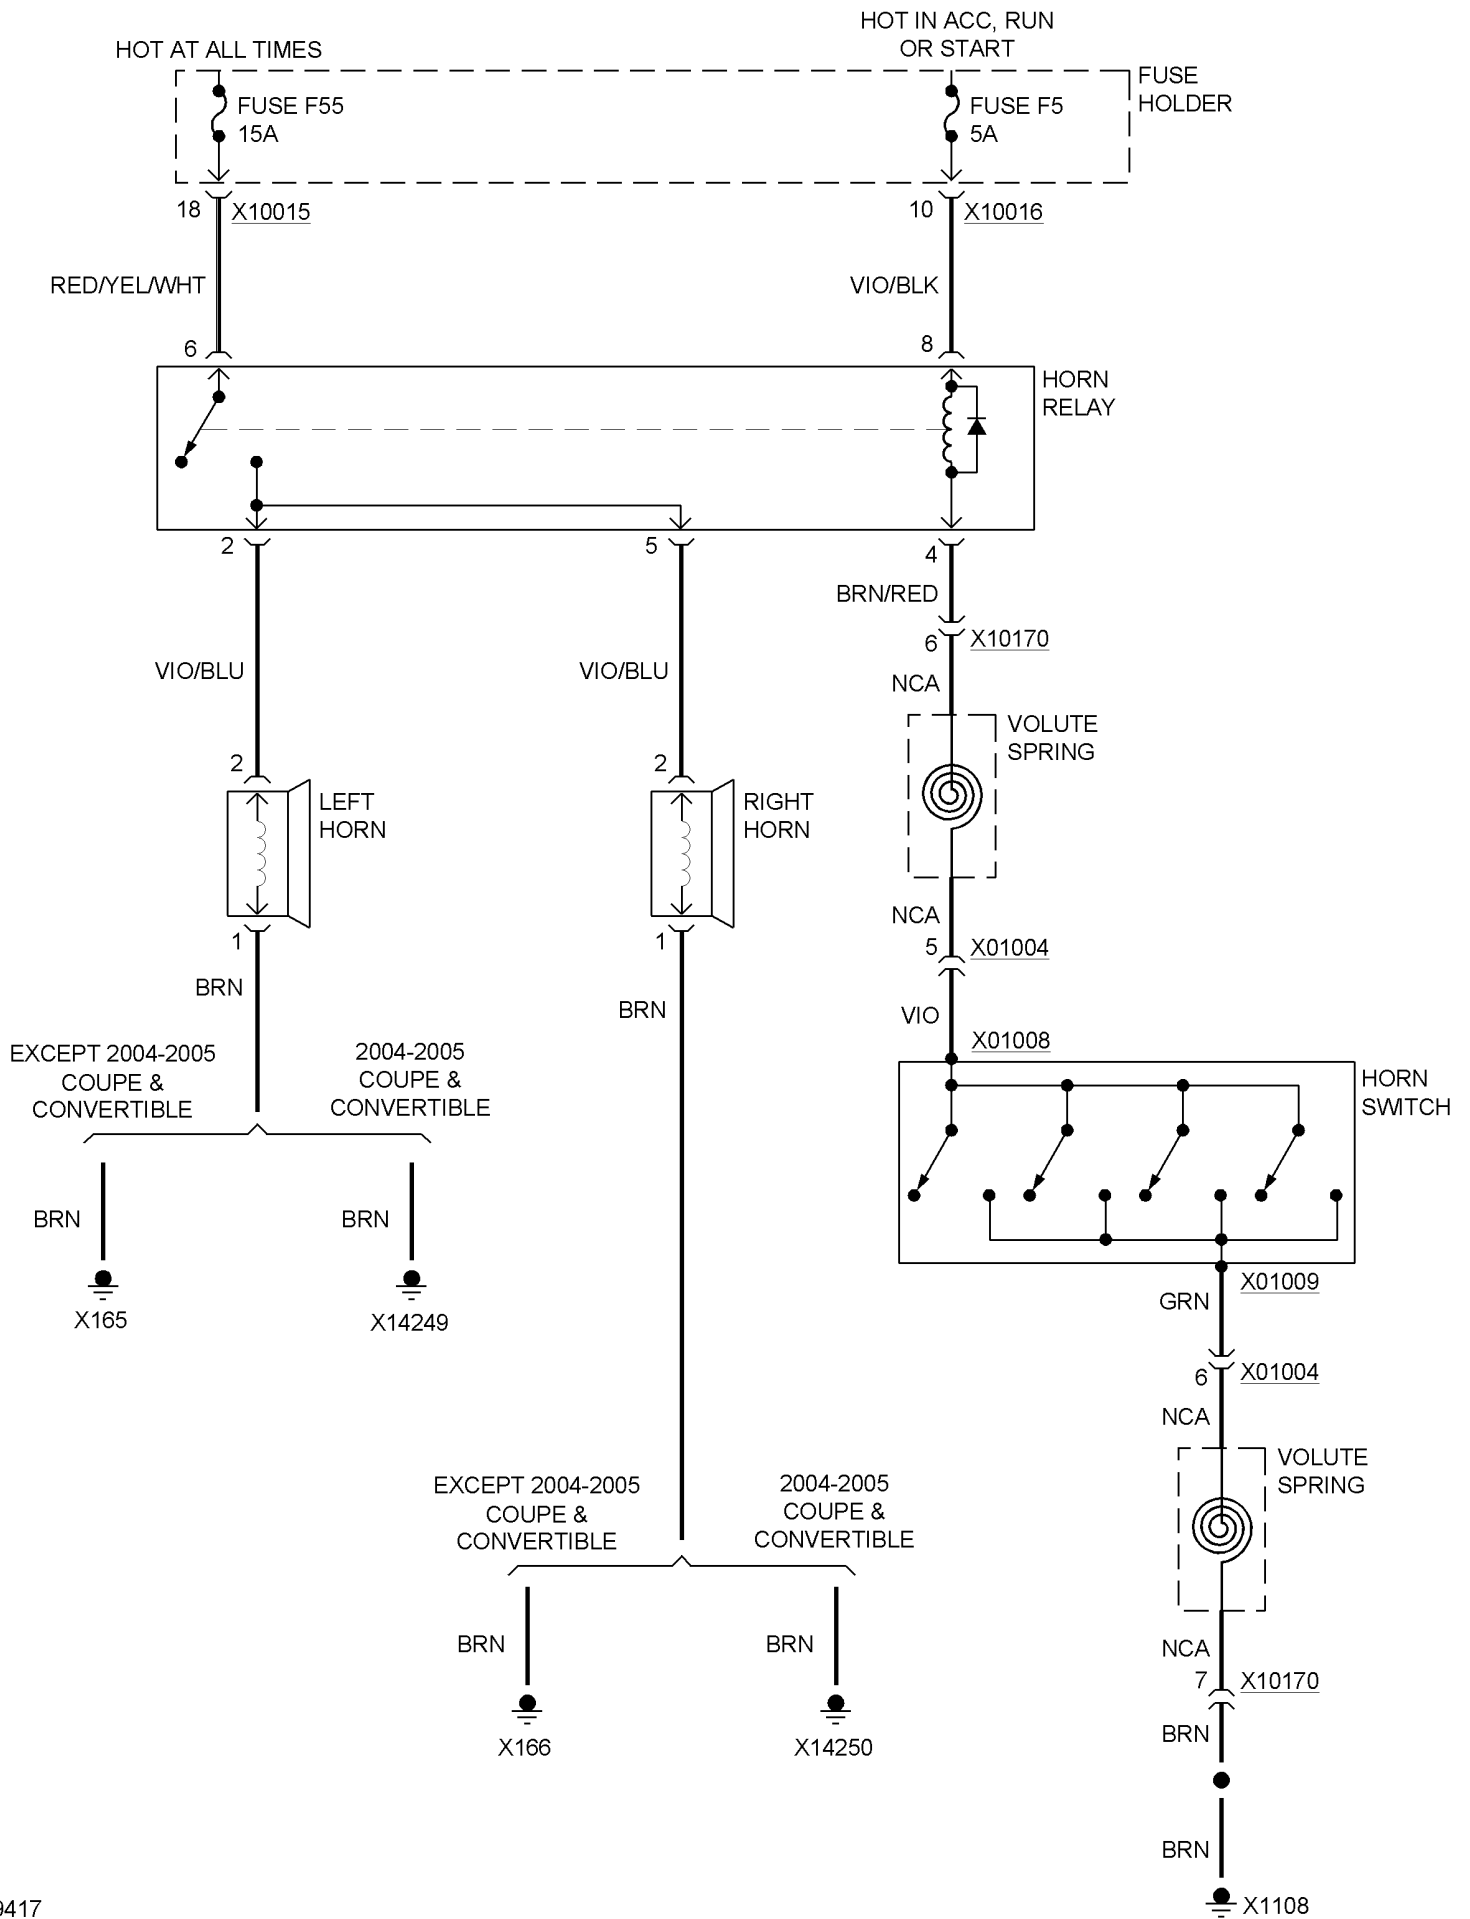 HOT IN ACC, RUN
OR START
HOT AT ALL TIMES
FUSE
HOLDER
FUSE F55
15A
FUSE F5
5A
18
X10015
10
X10016
RED/YEL/WHT
VIO/BLK
6
8
HORN
RELAY
2
5
4
BRN/RED
6
X10170
VIO/BLU
VIO/BLU
NCA
VOLUTE
SPRING
2
2
LEFT
HORN
RIGHT
HORN
1
1
NCA
5
X01004
BRN
BRN
VIO
X01008
EXCEPT 2004-2005
COUPE &
CONVERTIBLE
2004-2005
COUPE &
CONVERTIBLE
HORN
SWITCH
BRN
BRN
X165
X14249
X01009
GRN
6
X01004
NCA
VOLUTE
SPRING
EXCEPT 2004-2005
COUPE &
CONVERTIBLE
2004-2005
COUPE &
CONVERTIBLE
BRN
BRN
NCA
7
X10170
X166
X14250
BRN
BRN
X1108
9417